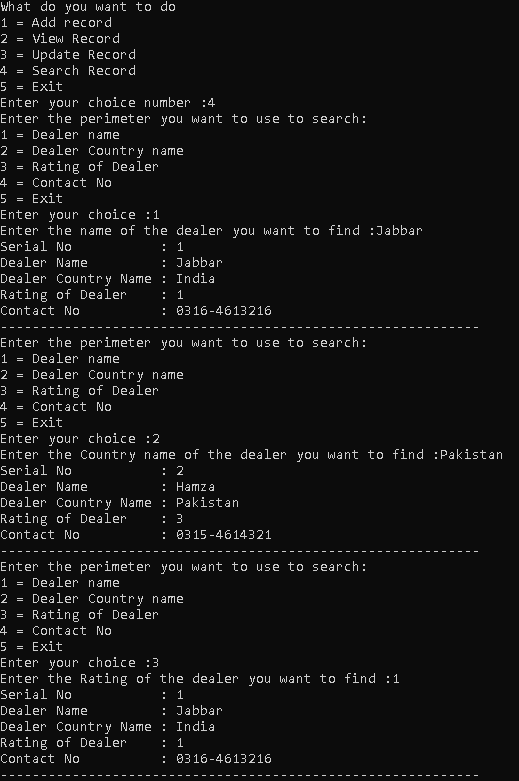 What do you want to do
1 = Add record
2 = View Record
3 = Update Record
4 = Search Record
5 = Exit
Enter your choice number :4
Enter the perimeter you want to use to search:
1 = Dealer name
2 = Dealer Country name
3 = Rating of Dealer
4 = Contact No
5 = Exit
Enter your choice :1
Enter the name of the dealer you want to find :Jabbar
Serial No           : 1
Dealer Name         : Jabbar
Dealer Country Name : India
Rating of Dealer    : 1
Contact No          : 0316-4613216
------------------------------------------------------------
Enter the perimeter you want to use to search:
1 = Dealer name
2 = Dealer Country name
3 = Rating of Dealer
4 = Contact No
5 = Exit
Enter your choice :2
Enter the Country name of the dealer you want to find :Pakistan
Serial No           : 2
Dealer Name         : Hamza
Dealer Country Name : Pakistan
Rating of Dealer    : 3
Contact No          : 0315-4614321
------------------------------------------------------------
Enter the perimeter you want to use to search:
1 = Dealer name
2 = Dealer Country name
3 = Rating of Dealer
4 = Contact No
5 = Exit
Enter your choice :3
Enter the Rating of the dealer you want to find :1
Serial No           : 1
Dealer Name         : Jabbar
Dealer Country Name : India
Rating of Dealer    : 1
Contact No          : 0316-4613216
------------------------------------------------------------